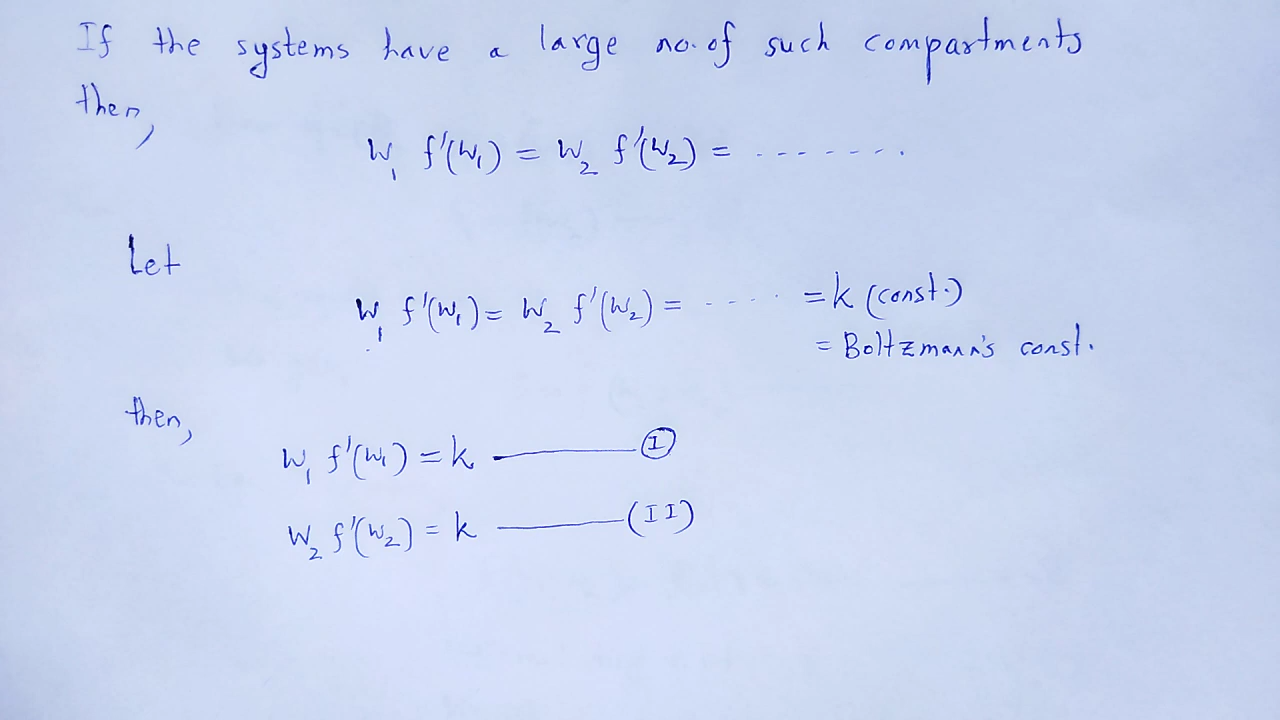 If the systems have a large no. of such compartments
then,
W₁ f'(W₁) = W₂ f'(W₂) = - - - - - - - .
Let
W₁ f'(W₁) = W₂ f'(W₂) = - - - - · = k (const.)
= Boltzmann's const.
then,
W₁ f'(W₁) = k ——— I
W₂ f'(W₂) = k ——— (II)